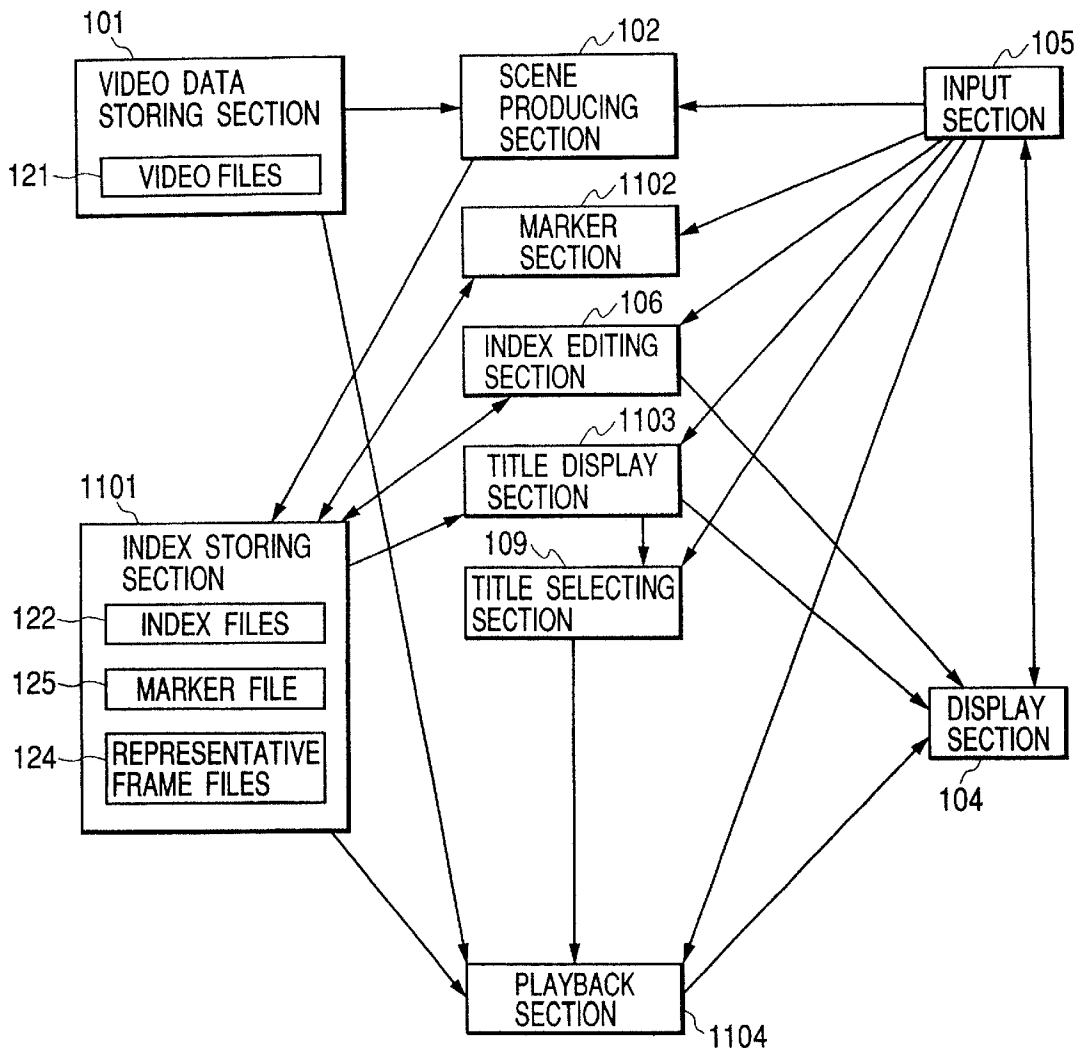 101
VIDEO DATA
STORING SECTION
121
VIDEO FILES
102
SCENE
PRODUCING
SECTION
105
INPUT
SECTION
1102
MARKER
SECTION
106
INDEX EDITING
SECTION
1103
TITLE DISPLAY
SECTION
109
TITLE SELECTING
SECTION
1101
INDEX STORING
SECTION
122
INDEX FILES
125
MARKER FILE
124
REPRESENTATIVE
FRAME FILES
DISPLAY
SECTION
104
PLAYBACK
SECTION
1104